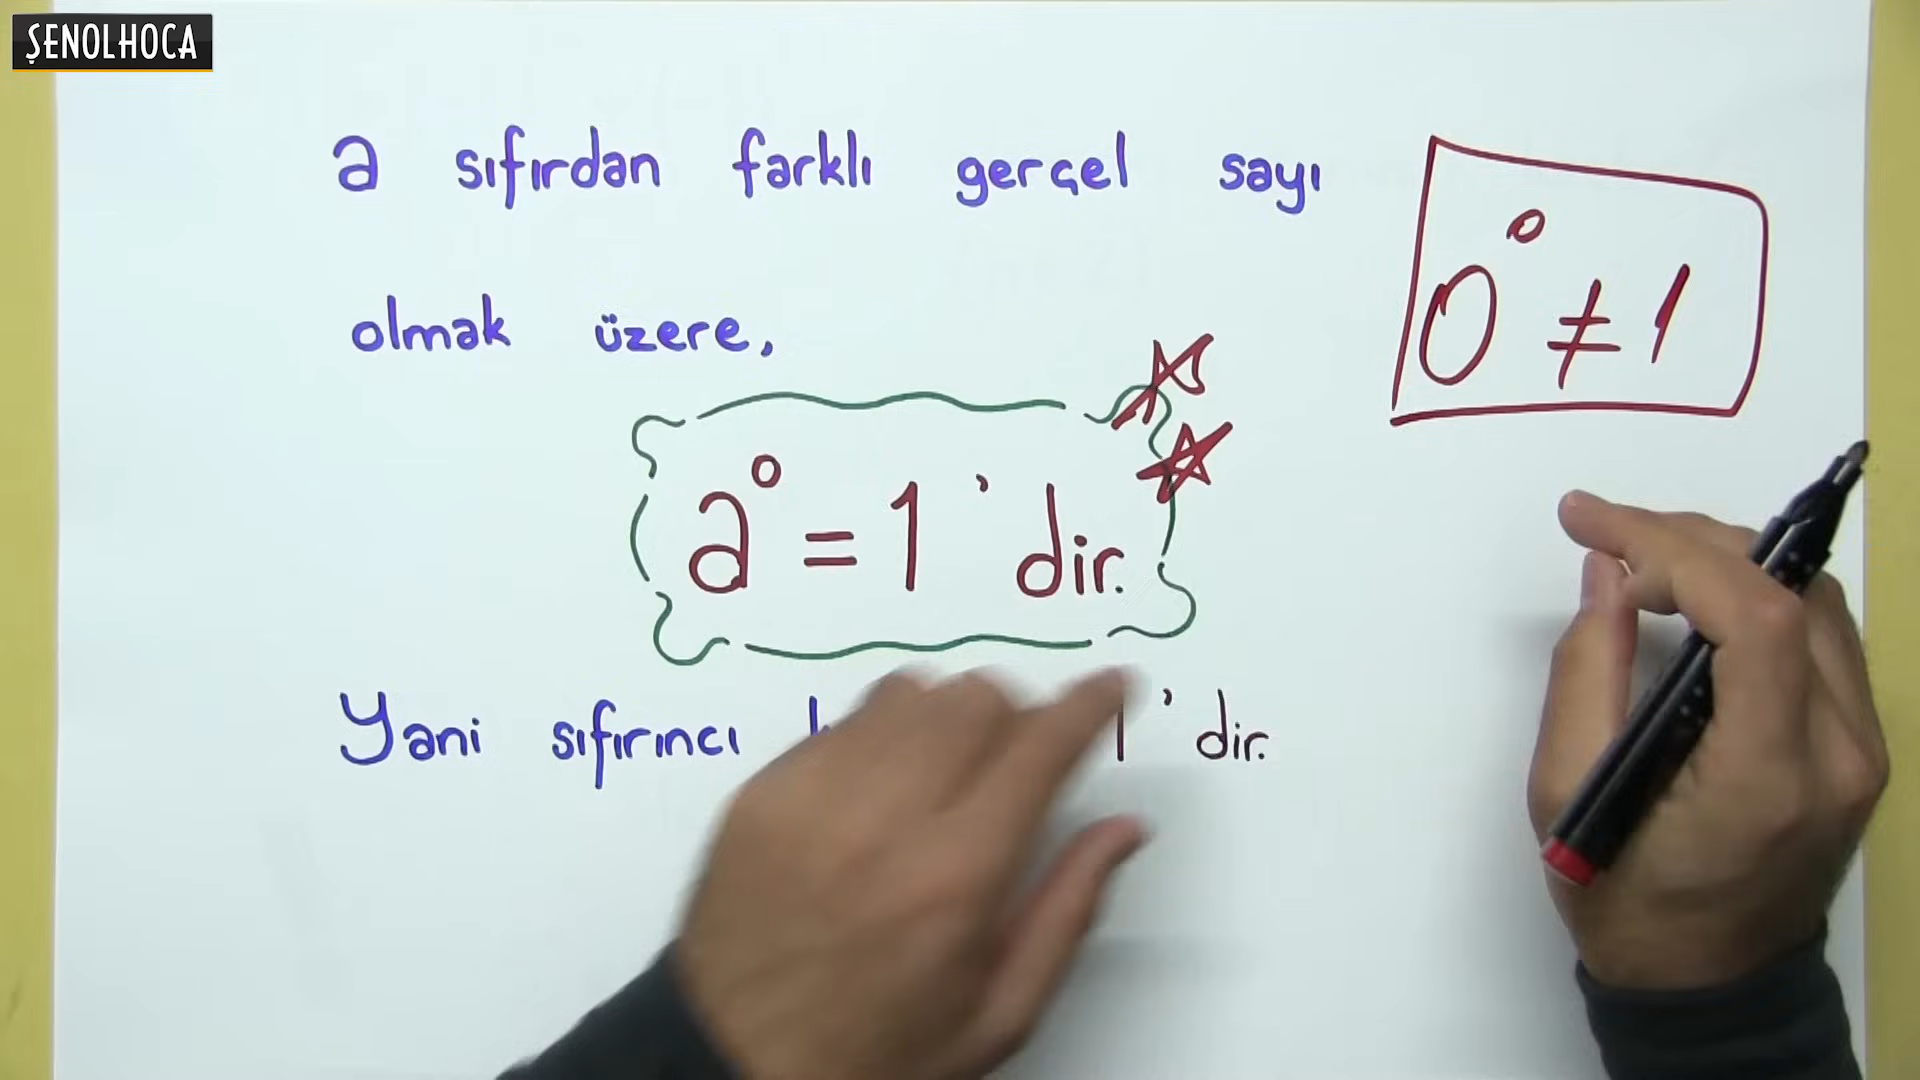 ŞENOLHOCA
a sıfırdan farklı gerçel sayı
olmak üzere,
0⁰ ≠ 1
a⁰ = 1 ' dir.
Yani sıfırıncı 1 ' dir.